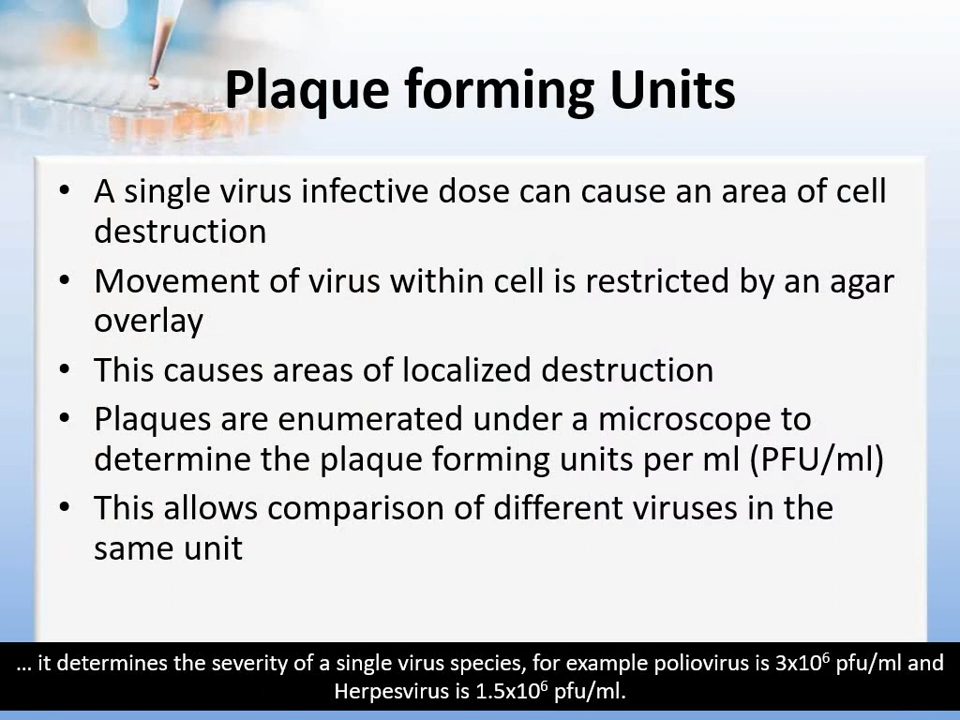 Plaque forming Units
• A single virus infective dose can cause an area of cell
destruction
• Movement of virus within cell is restricted by an agar
overlay
• This causes areas of localized destruction
• Plaques are enumerated under a microscope to
determine the plaque forming units per ml (PFU/ml)
• This allows comparison of different viruses in the
same unit
... it determines the severity of a single virus species, for example poliovirus is 3x10⁶ pfu/ml and
Herpesvirus is 1.5x10⁶ pfu/ml.